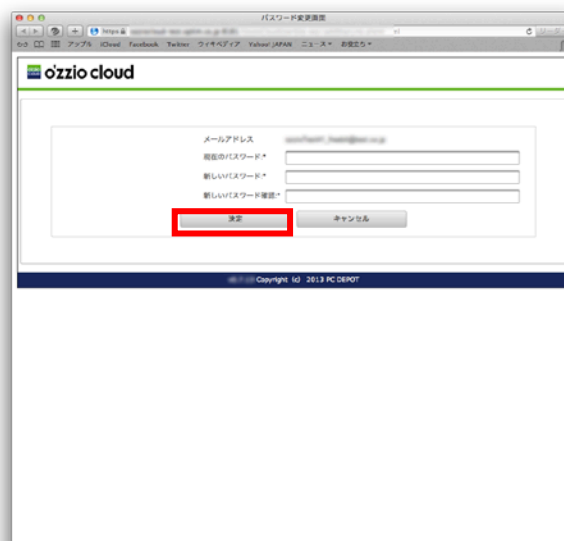 パスワード変更画面
https
アップル iCloud Facebook Twitter ウィキペディア Yahoo! JAPAN ニュース▼ お役立ち▼
o'zzio cloud
メールアドレス
現在のパスワード:*
新しいパスワード:*
新しいパスワード確認:*
決定 キャンセル
Copyright (c) 2013 PC DEPOT